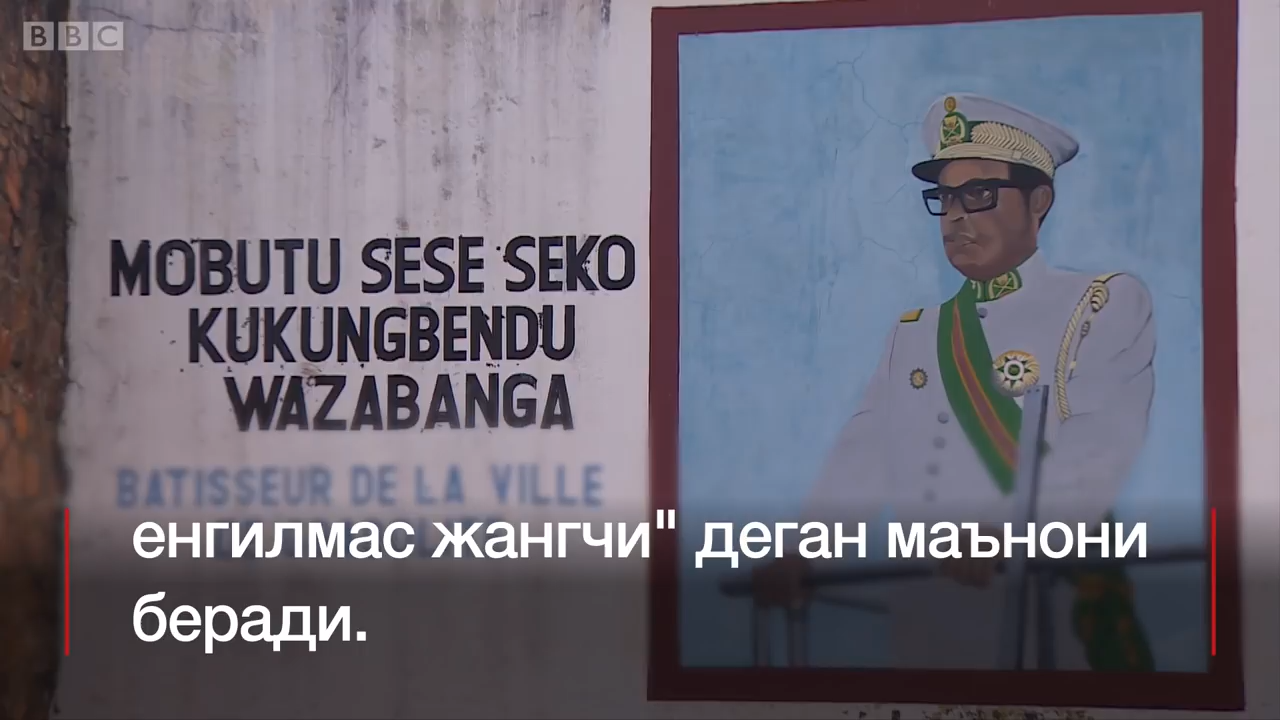 BBC
MOBUTU SESE SEKO
KUKUNGBENDU
WAZABANGA
BATISSEUR DE LA VILLE
енгилмас жангчи" деган маънони
беради.